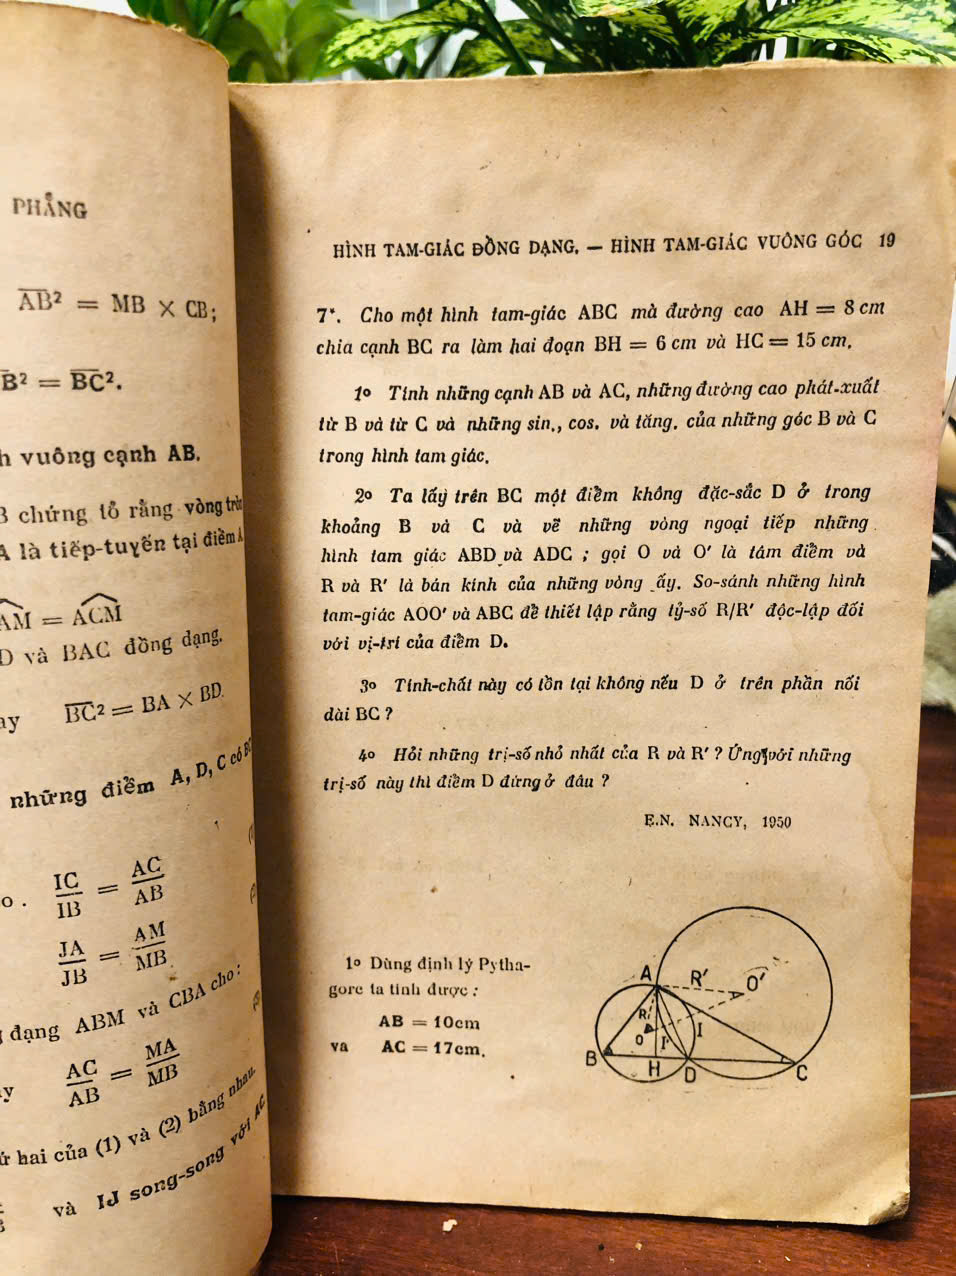 PHẲNG
AB² = MB × CB;
B² = BC².
vuông cạnh AB.
chứng tỏ rằng vòng
A là tiếp-tuyến tại điểm
AM = ACM
D và BAC đồng dạng.
BC² = BA × BD.
những điểm A, D, C có
IC/IB = AC/AB
JA/JB = AM/MB
dạng ABM và CBA cho :
AC/AB = MA/MB
hai của (1) và (2) bằng nhau.
và IJ song-song với AC.
HÌNH TAM-GIÁC ĐỒNG DẠNG. — HÌNH TAM-GIÁC VUÔNG GÓC 19
7*. Cho một hình tam-giác ABC mà đường cao AH = 8 cm
chia cạnh BC ra làm hai đoạn BH = 6 cm và HC = 15 cm.
1º Tính những cạnh AB và AC, những đường cao phát-xuất
từ B và từ C và những sin., cos. và tăng. của những góc B và C
trong hình tam giác.
2º Ta lấy trên BC một điểm không đặc-sắc D ở trong
khoảng B và C và vẽ những vòng ngoại tiếp những
hình tam giác ABD và ADC ; gọi O và O' là tâm điểm và
R và R' là bán kính của những vòng ấy. So-sánh những hình
tam-giác AOO' và ABC để thiết lập rằng tỷ-số R/R' độc-lập đối
với vị-trí của điểm D.
3º Tính-chất này có tồn tại không nếu D ở trên phần nối
dài BC ?
4º Hỏi những trị-số nhỏ nhất của R và R' ? Ứng với những
trị-số này thì điểm D đứng ở đâu ?
E.N. NANCY, 1950
1º Dùng định lý Pytha-
gore ta tính được :
AB = 10cm
va AC = 17cm.
A R' O'
R
O I' I
B H D C